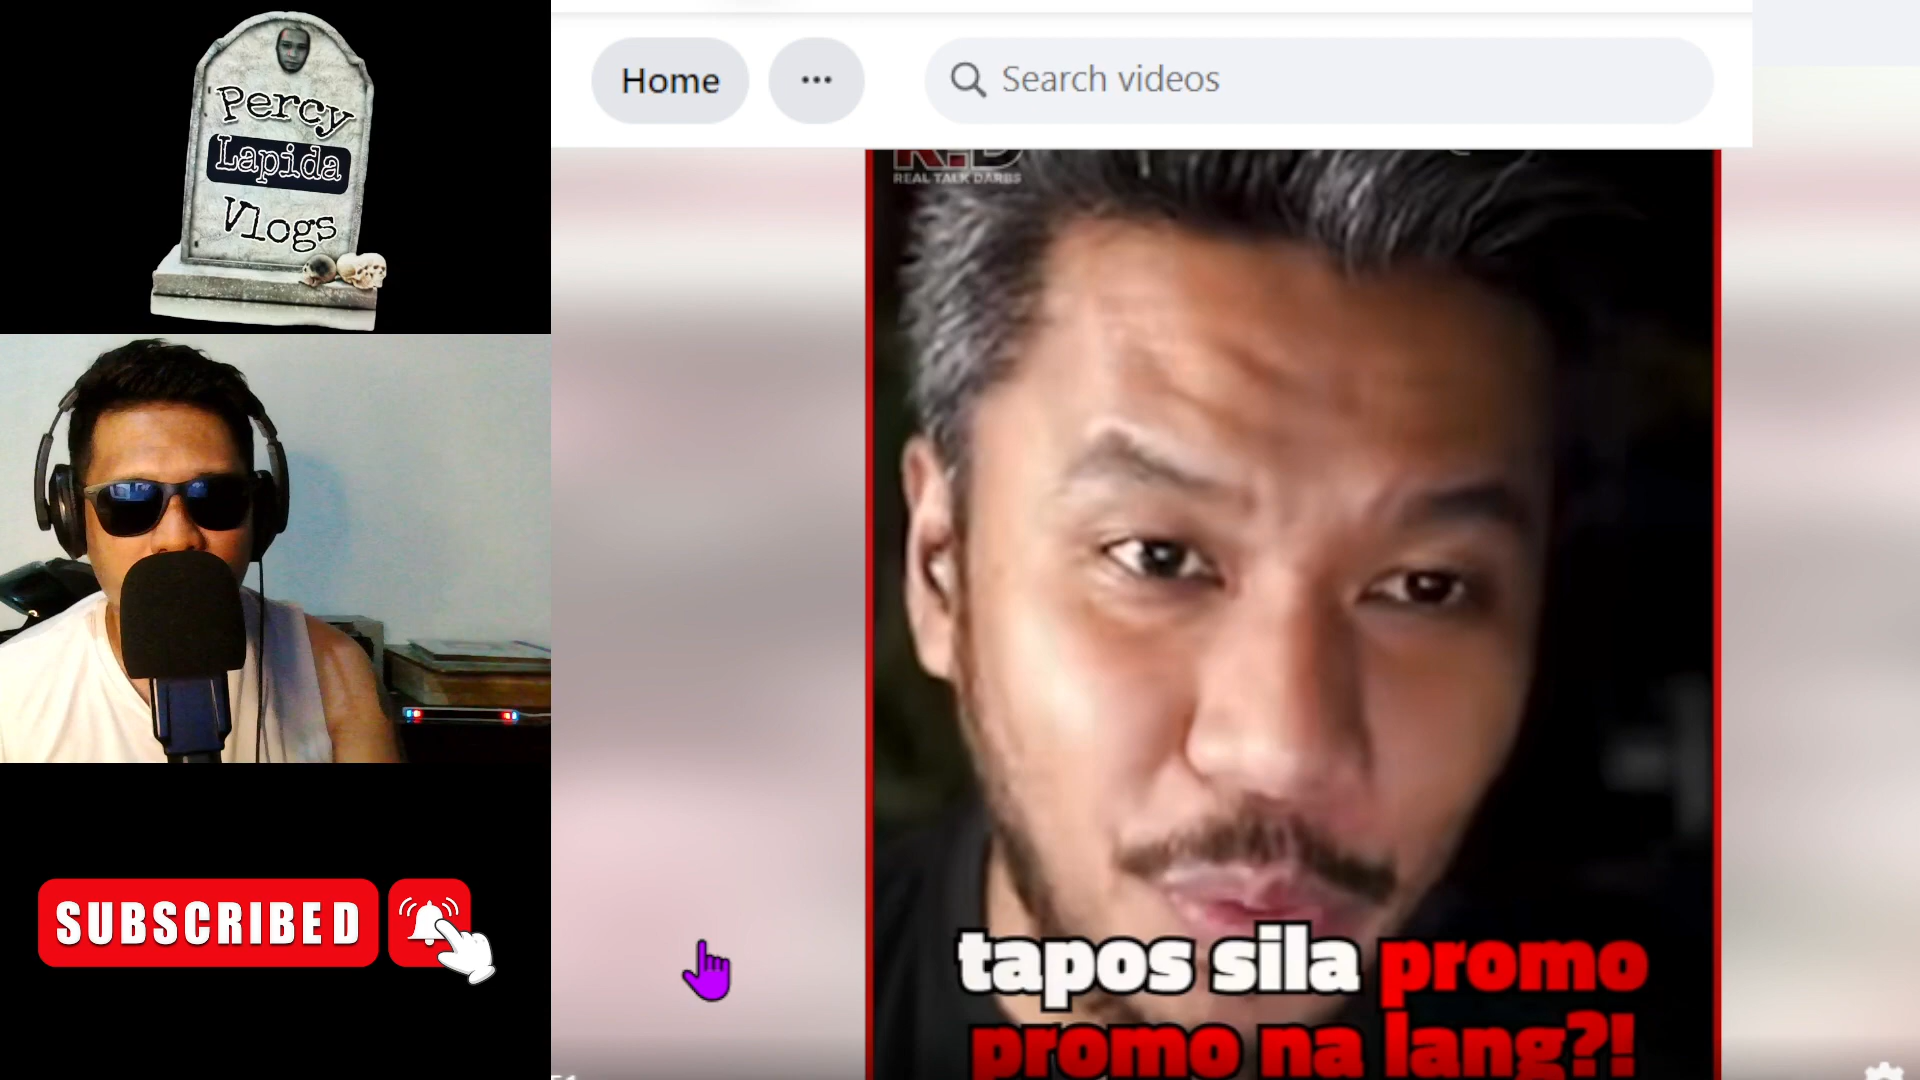 Percy
Lapida
Vlogs
SUBSCRIBED
Home
Search videos
REAL TALK DARBS
tapos sila promo
promo na lang?!